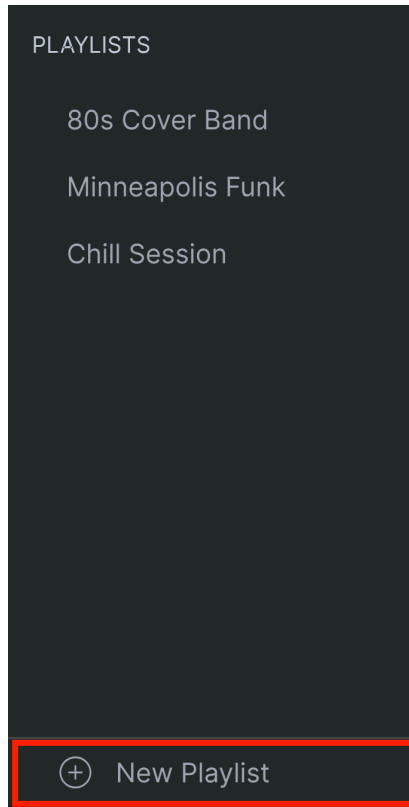 PLAYLISTS
80s Cover Band
Minneapolis Funk
Chill Session
New Playlist